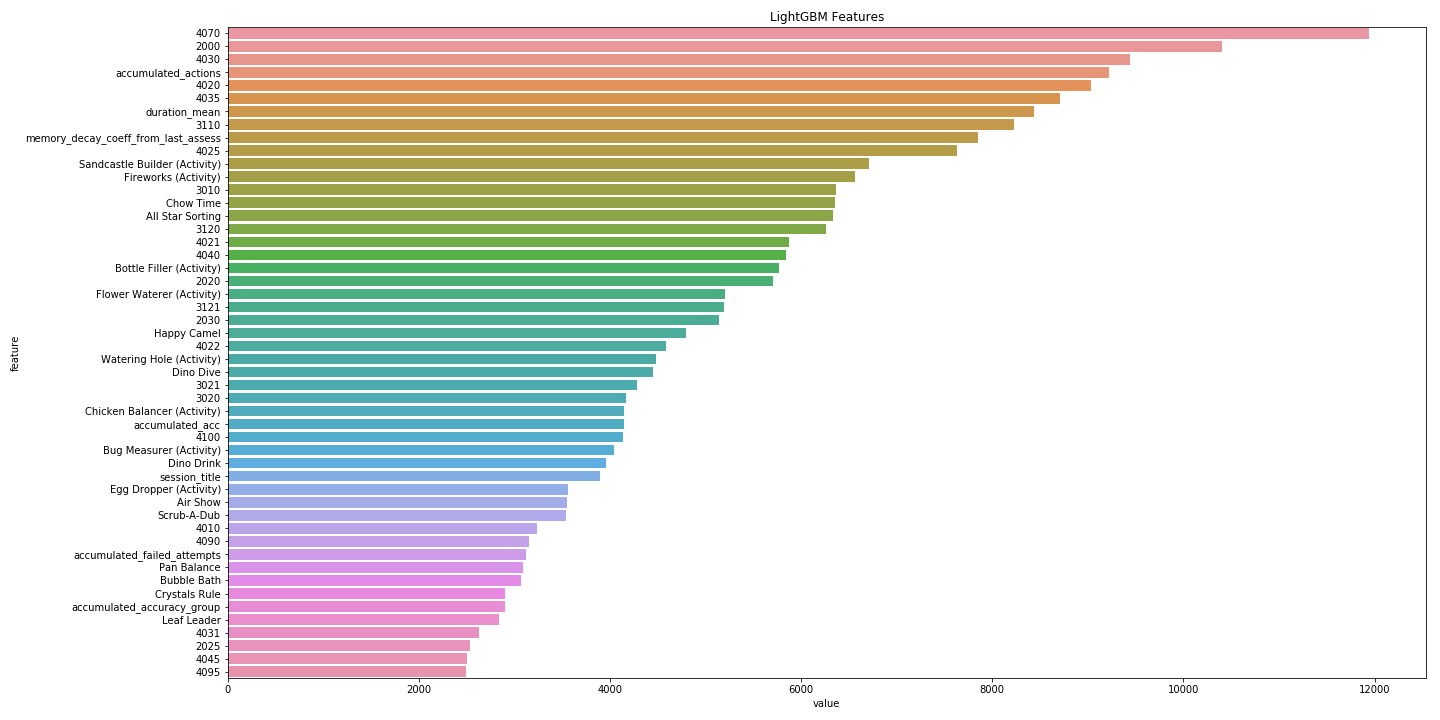 LightGBM Features
4070
2000
4030
accumulated_actions
4020
4035
duration_mean
3110
memory_decay_coeff_from_last_assess
4025
Sandcastle Builder (Activity)
Fireworks (Activity)
3010
Chow Time
All Star Sorting
3120
4021
4040
Bottle Filler (Activity)
2020
Flower Waterer (Activity)
3121
2030
Happy Camel
4022
Watering Hole (Activity)
Dino Dive
3021
3020
Chicken Balancer (Activity)
accumulated_acc
4100
Bug Measurer (Activity)
Dino Drink
session_title
Egg Dropper (Activity)
Air Show
Scrub-A-Dub
4010
4090
accumulated_failed_attempts
Pan Balance
Bubble Bath
Crystals Rule
accumulated_accuracy_group
Leaf Leader
4031
2025
4045
4095
feature
0 2000 4000 6000 8000 10000 12000
value